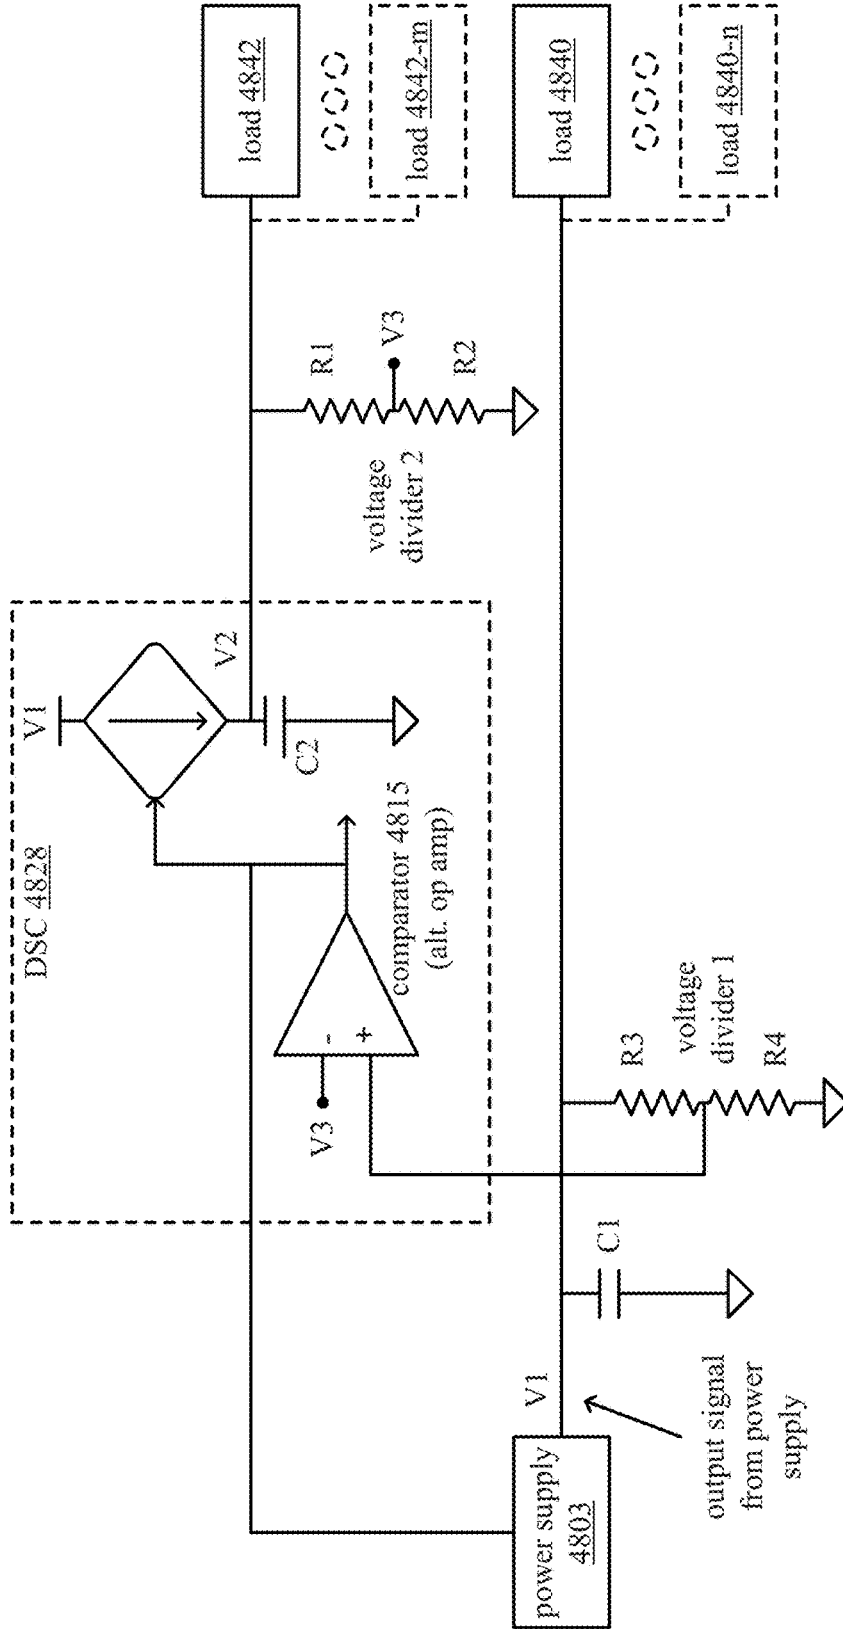 DSC 4828
V1
V2
C2
load 4842
load 4842-m
R1
V3
R2
voltage
divider 2
V3
-
+
comparator 4815
(alt. op amp)
load 4840
load 4840-n
power supply
4803
V1
output signal
from power
supply
C1
R3
voltage
divider 1
R4